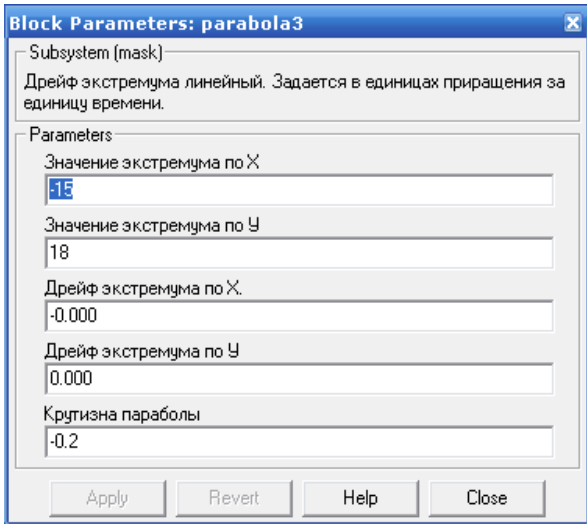 Block Parameters: parabola3
Subsystem (mask)
Дрейф экстремума линейный. Задается в единицах приращения за
единицу времени.
Parameters
Значение экстремума по X
-15
Значение экстремума по У
18
Дрейф экстремума по X.
-0.000
Дрейф экстремума по У
0.000
Крутизна параболы
-0.2
Apply Revert Help Close